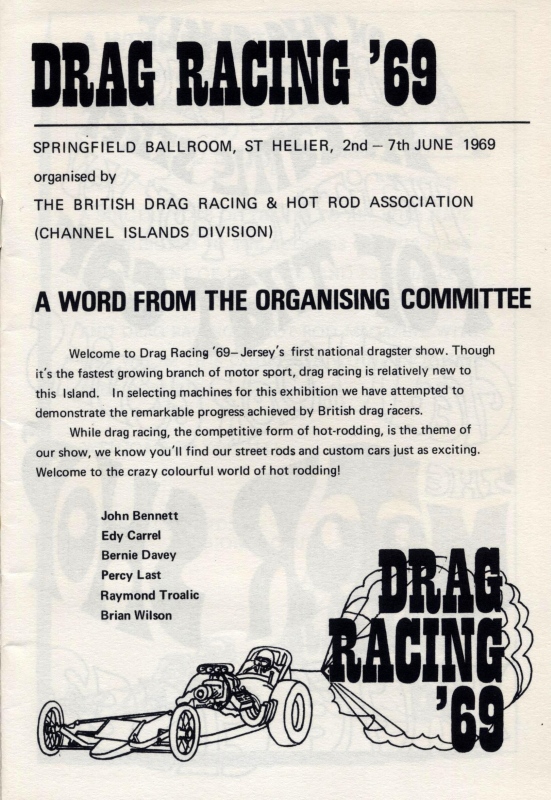 DRAG RACING '69
SPRINGFIELD BALLROOM, ST HELIER, 2nd – 7th JUNE 1969
organised by
THE BRITISH DRAG RACING & HOT ROD ASSOCIATION
(CHANNEL ISLANDS DIVISION)
A WORD FROM THE ORGANISING COMMITTEE
Welcome to Drag Racing '69–Jersey's first national dragster show. Though
it's the fastest growing branch of motor sport, drag racing is relatively new to
this Island. In selecting machines for this exhibition we have attempted to
demonstrate the remarkable progress achieved by British drag racers.
While drag racing, the competitive form of hot-rodding, is the theme of
our show, we know you'll find our street rods and custom cars just as exciting.
Welcome to the crazy colourful world of hot rodding!
John Bennett
Edy Carrel
Bernie Davey
Percy Last
Raymond Troalic
Brian Wilson
DRAG
RACING
'69